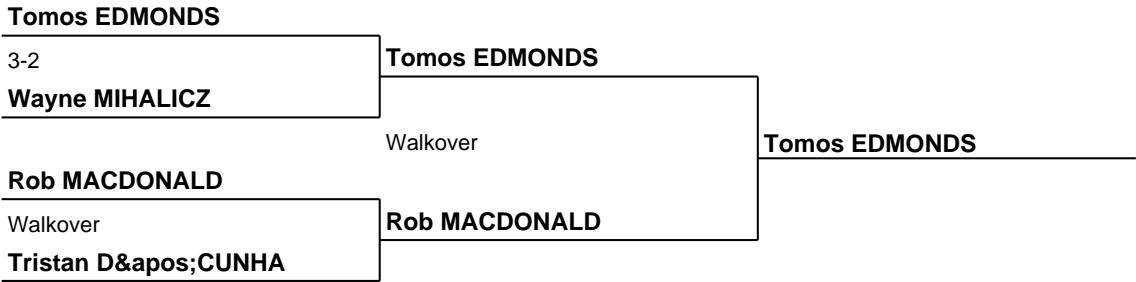 Tomos EDMONDS
3-2
Tomos EDMONDS
Wayne MIHALICZ
Walkover
Tomos EDMONDS
Rob MACDONALD
Walkover
Rob MACDONALD
Tristan D&apos;CUNHA